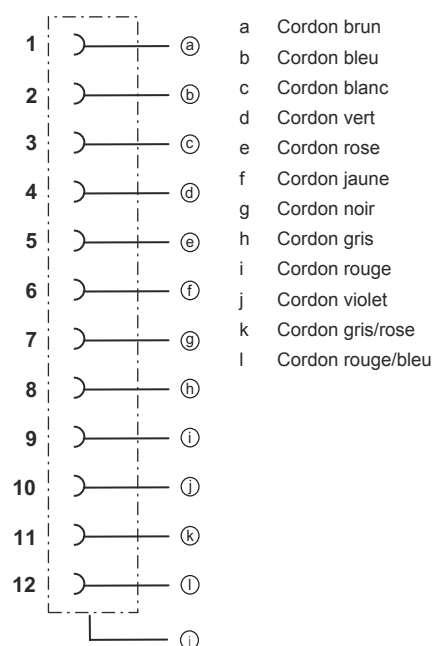 1 a
2 b
3 c
4 d
5 e
6 f
7 g
8 h
9 i
10 j
11 k
12 l
i
a Cordon brun
b Cordon bleu
c Cordon blanc
d Cordon vert
e Cordon rose
f Cordon jaune
g Cordon noir
h Cordon gris
i Cordon rouge
j Cordon violet
k Cordon gris/rose
l Cordon rouge/bleu